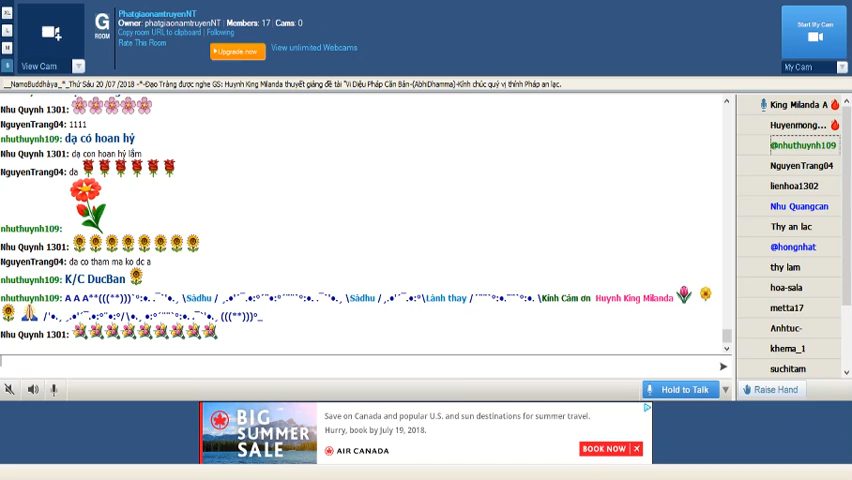 XL
L
M
S
View Cam
G
ROOM
PhatgiaonamtruyenNT
Owner: phatgiaonamtruyenNT | Members: 17 | Cams: 0
Copy room URL to clipboard | Following
Rate This Room
Upgrade now
View unlimited Webcams
Start My Cam
My Cam
__NamoBuddhàya_*_Thứ Sáu 20 /07 /2018 -*-Đạo Tràng được nghe GS: Huynh King Milanda thuyết giảng đề tài "Vi Diệu Pháp Căn Bản-(AbhiDhamma)-Kính chúc quý vị thính Pháp an lạc.
Nhu Quynh 1301:
NguyenTrang04: 1111
nhuthuynh109: dạ có hoan hỷ
Nhu Quynh 1301: dạ con hoan hỷ lắm
NguyenTrang04: da
nhuthuynh109:
Nhu Quynh 1301:
NguyenTrang04: da co tham ma ko dc a
nhuthuynh109: K/C DucBan
nhuthuynh109: A A A**(((**)))`°:•. .¯`'•.¸ \Sàdhu / ¸.•'´¯.•:°´¨¨`°:•. .¯`'•.¸ \Sàdhu / ¸.•'´¯.•:°\Lành thay /´¨¨`°:•.¨¯`°:•. \Kính Cám ơn Huynh King Milanda
/'•.¸ ¸.•'´¯.•:°¨•:°/\•.¸ •:°´¨¨`°:•. .¯`'•.¸ (((**)))°_
Nhu Quynh 1301:
Hold to Talk
King Milanda A
Huyenmong...
@nhuthuynh109
NguyenTrang04
lienhoa1302
Nhu Quangcan
Thy an lac
@hongnhat
thy lam
hoa-sala
metta17
Anhtuc-
khema_1
suchitam
Raise Hand
BIG
SUMMER
SALE
Save on Canada and popular U.S. and sun destinations for summer travel.
Hurry, book by July 19, 2018.
AIR CANADA
BOOK NOW